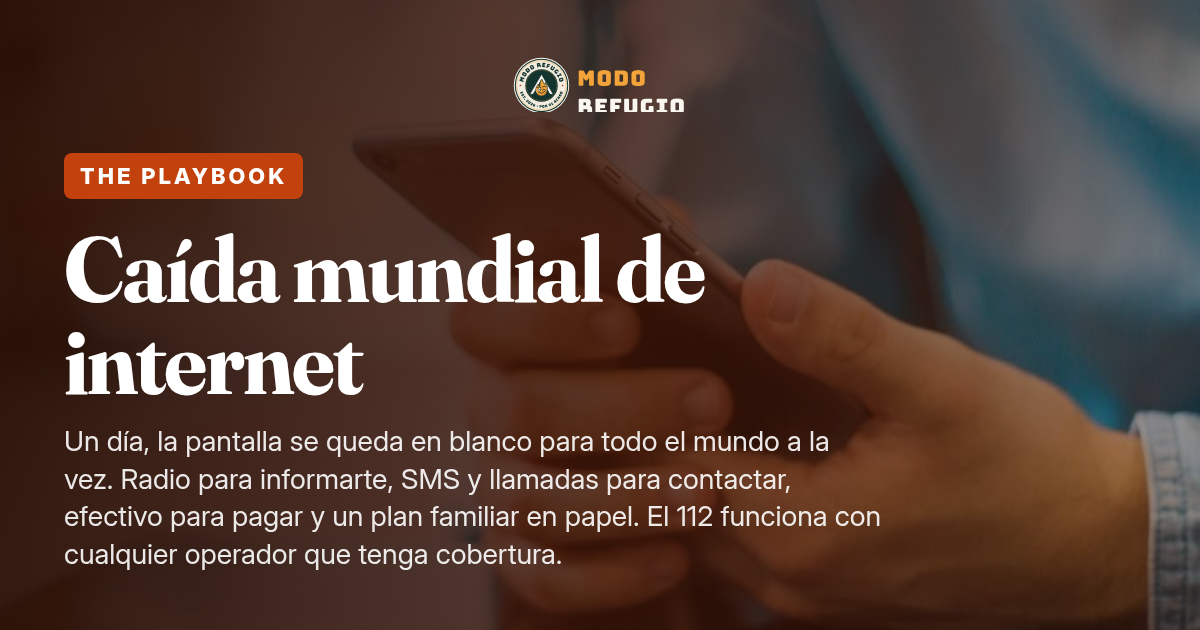 MODO REFUGIO
MODO
REFUGIO
THE PLAYBOOK
Caída mundial de
internet
Un día, la pantalla se queda en blanco para todo el mundo a la
vez. Radio para informarte, SMS y llamadas para contactar,
efectivo para pagar y un plan familiar en papel. El 112 funciona con
cualquier operador que tenga cobertura.